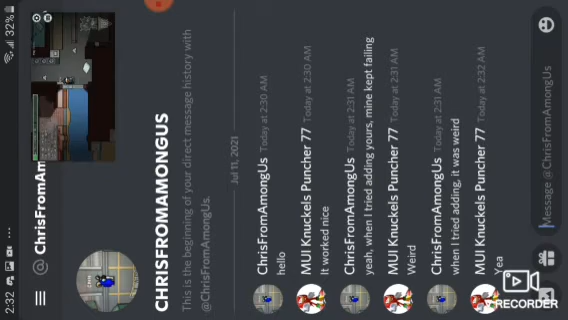 2:32 ... 32%
@ ChrisFromAmongUs
CHRISFROMAMONGUS
This is the beginning of your direct message history with
@ChrisFromAmongUs.
Jul 11, 2021
ChrisFromAmongUs Today at 2:30 AM
hello
MUI Knuckels Puncher 77 Today at 2:30 AM
It worked nice
ChrisFromAmongUs Today at 2:31 AM
yeah, when I tried adding yours, mine kept failing
MUI Knuckels Puncher 77 Today at 2:31 AM
Weird
ChrisFromAmongUs Today at 2:31 AM
when I tried adding, it was weird
MUI Knuckels Puncher 77 Today at 2:32 AM
Yea
Message @ChrisFromAmongUs
RECORDER